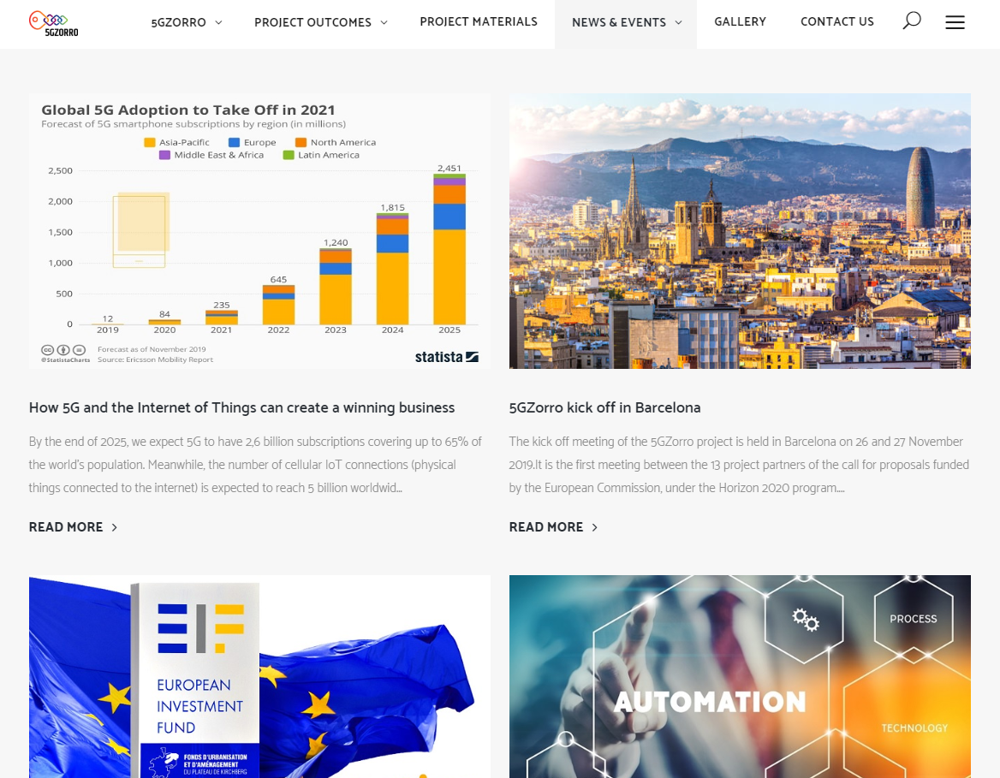 5GZORRO
5GZORRO
PROJECT OUTCOMES
PROJECT MATERIALS
NEWS & EVENTS
GALLERY
CONTACT US
Global 5G Adoption to Take Off in 2021
Forecast of 5G smartphone subscriptions by region (in millions)
Asia-Pacific Europe North America
Middle East & Africa Latin America
2,500
2,000
1,500
1,000
500
0
12
84
235
645
1,240
1,815
2,451
2019 2020 2021 2022 2023 2024 2025
@StatistaCharts
Forecast as of November 2019
Source: Ericsson Mobility Report
statista
How 5G and the Internet of Things can create a winning business
By the end of 2025, we expect 5G to have 2,6 billion subscriptions covering up to 65% of
the world's population. Meanwhile, the number of cellular IoT connections (physical
things connected to the internet) is expected to reach 5 billion worldwid...
READ MORE
5GZorro kick off in Barcelona
The kick off meeting of the 5GZorro project is held in Barcelona on 26 and 27 November
2019.It is the first meeting between the 13 project partners of the call for proposals funded
by the European Commission, under the Horizon 2020 program....
READ MORE
EIF
EUROPEAN
INVESTMENT
FUND
FONDS D'URBANISATION
ET D'AMÉNAGEMENT
DU PLATEAU DE KIRCHBERG
PROCESS
AUTOMATION
TECHNOLOGY